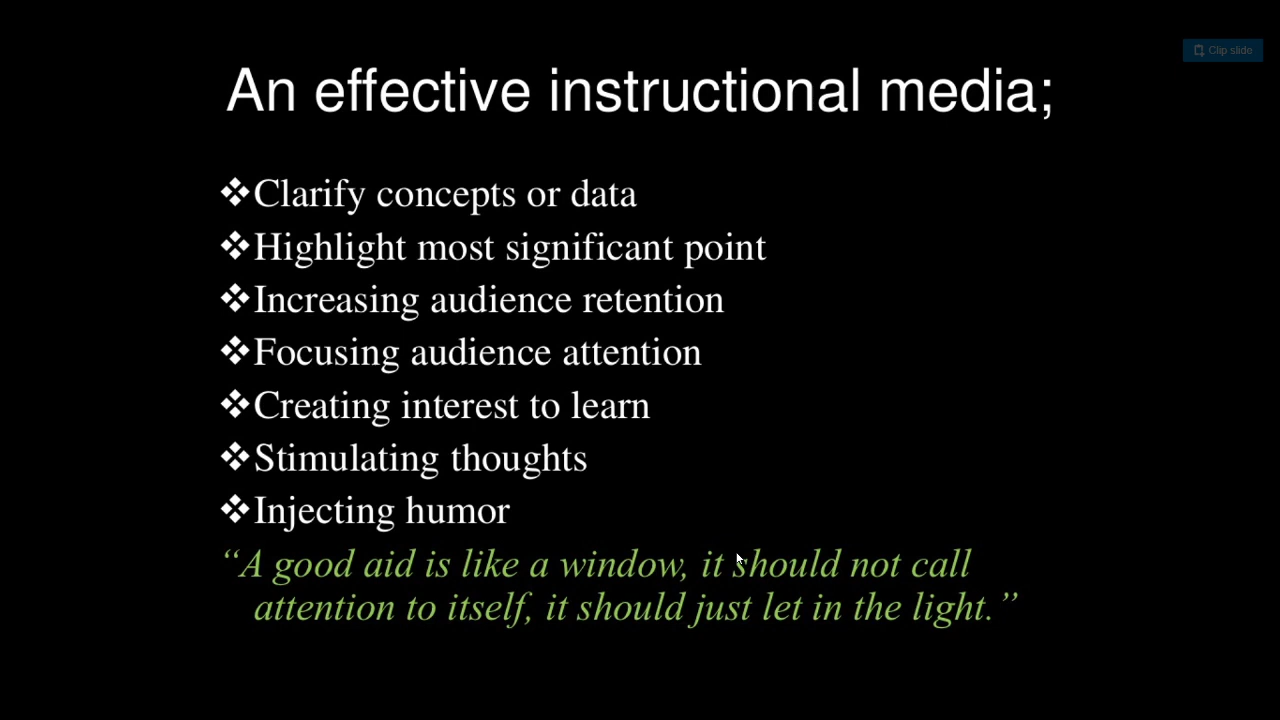 Clip slide
An effective instructional media;
❖Clarify concepts or data
❖Highlight most significant point
❖Increasing audience retention
❖Focusing audience attention
❖Creating interest to learn
❖Stimulating thoughts
❖Injecting humor
“A good aid is like a window, it should not call
attention to itself, it should just let in the light.”